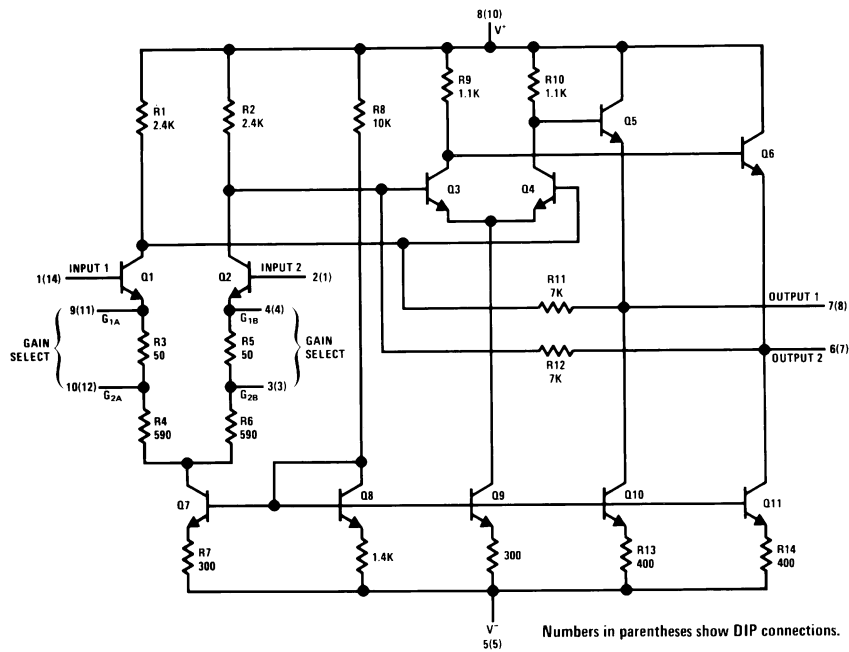 8(10)
V+
R1
2.4K
R2
2.4K
R8
10K
R9
1.1K
R10
1.1K
Q5
Q6
Q3
Q4
INPUT 1
1(14)
Q1
Q2
INPUT 2
2(1)
9(11)
G1A
4(4)
G1B
GAIN
SELECT
R3
50
R5
50
GAIN
SELECT
10(12)
G2A
3(3)
G2B
R4
590
R6
590
R11
7K
OUTPUT 1
7(8)
R12
7K
OUTPUT 2
6(7)
Q7
Q8
Q9
Q10
Q11
R7
300
1.4K
300
R13
400
R14
400
V−
5(5)
Numbers in parentheses show DIP connections.